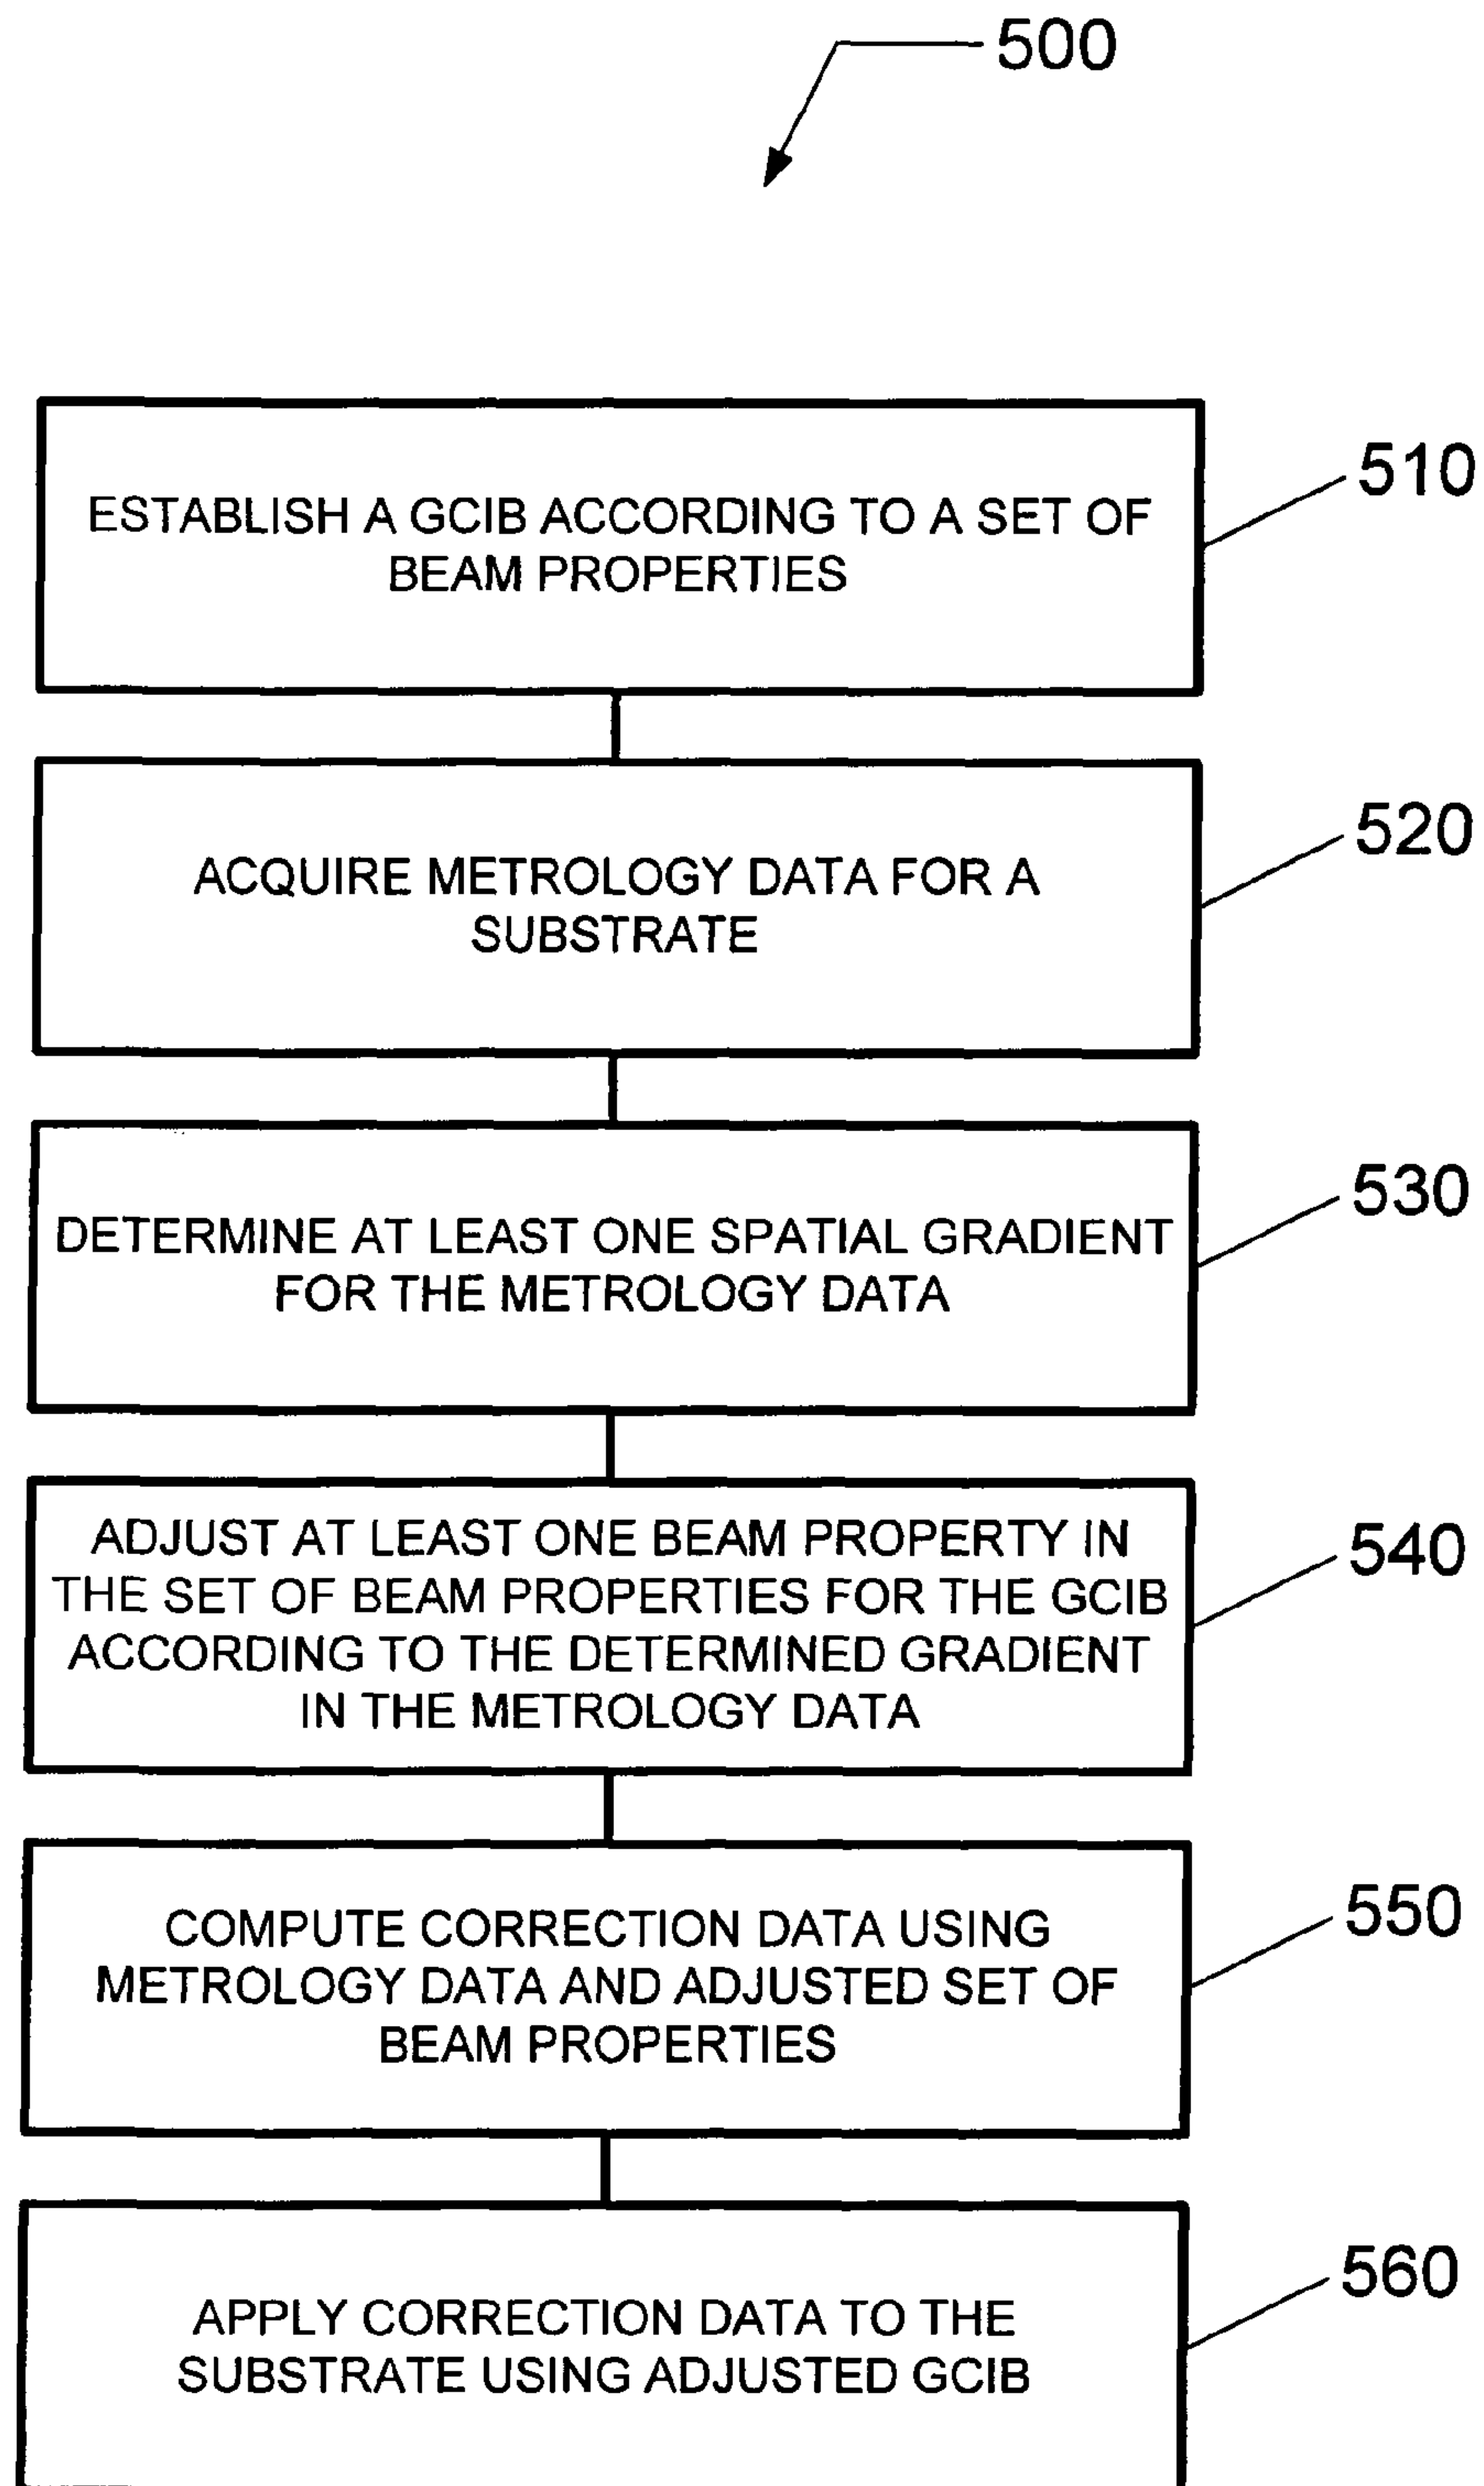 500
ESTABLISH A GCIB ACCORDING TO A SET OF
BEAM PROPERTIES
510
ACQUIRE METROLOGY DATA FOR A
SUBSTRATE
520
DETERMINE AT LEAST ONE SPATIAL GRADIENT
FOR THE METROLOGY DATA
530
ADJUST AT LEAST ONE BEAM PROPERTY IN
THE SET OF BEAM PROPERTIES FOR THE GCIB
ACCORDING TO THE DETERMINED GRADIENT
IN THE METROLOGY DATA
540
COMPUTE CORRECTION DATA USING
METROLOGY DATA AND ADJUSTED SET OF
BEAM PROPERTIES
550
APPLY CORRECTION DATA TO THE
SUBSTRATE USING ADJUSTED GCIB
560